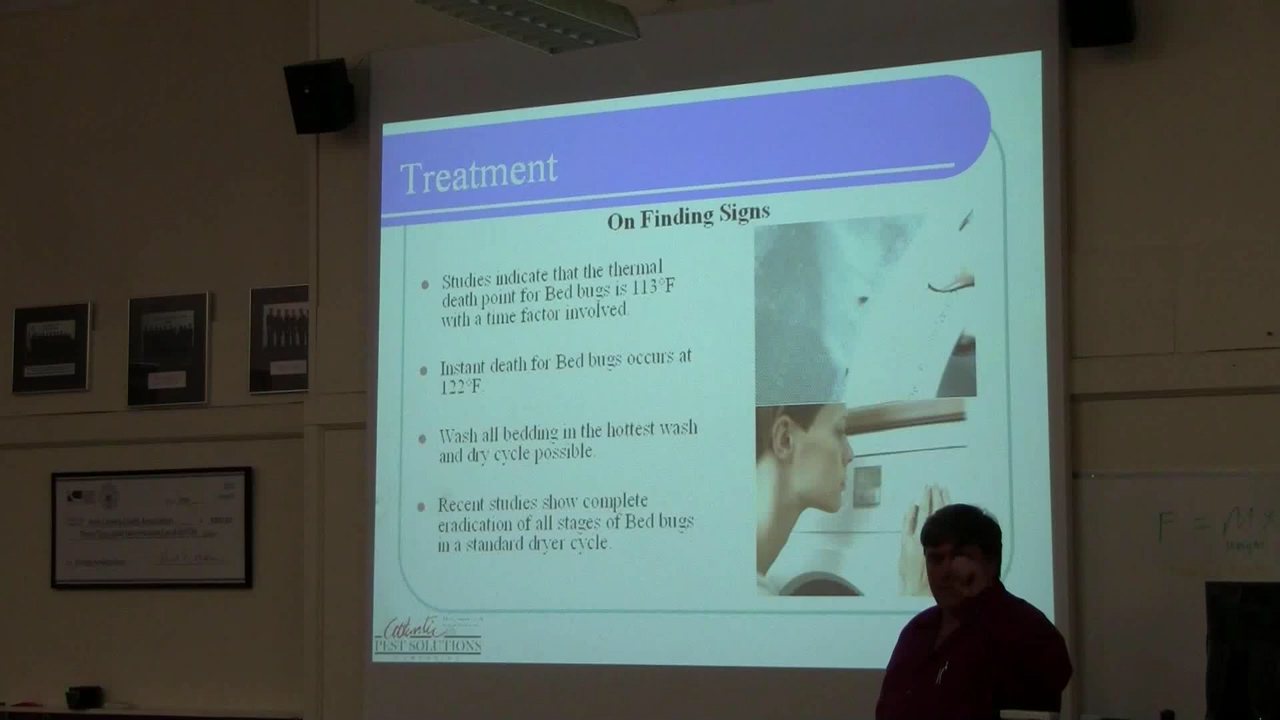 Treatment
On Finding Signs
Studies indicate that the thermal
death point for Bed bugs is 113°F
with a time factor involved.
Instant death for Bed bugs occurs at
122°F.
Wash all bedding in the hottest wash
and dry cycle possible.
Recent studies show complete
eradication of all stages of Bed bugs
in a standard dryer cycle.
Atlantic
PEST SOLUTIONS
F =